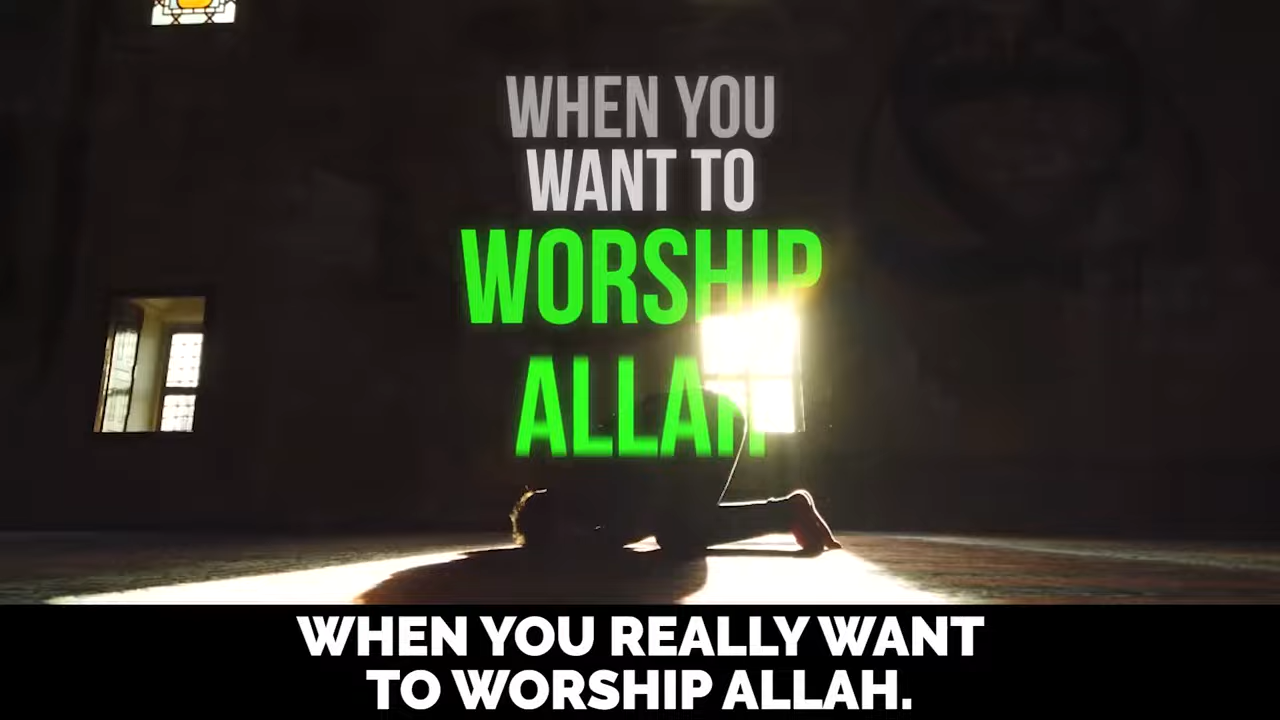 WHEN YOU
WANT TO
WORSHIP
ALLAH
WHEN YOU REALLY WANT
TO WORSHIP ALLAH.